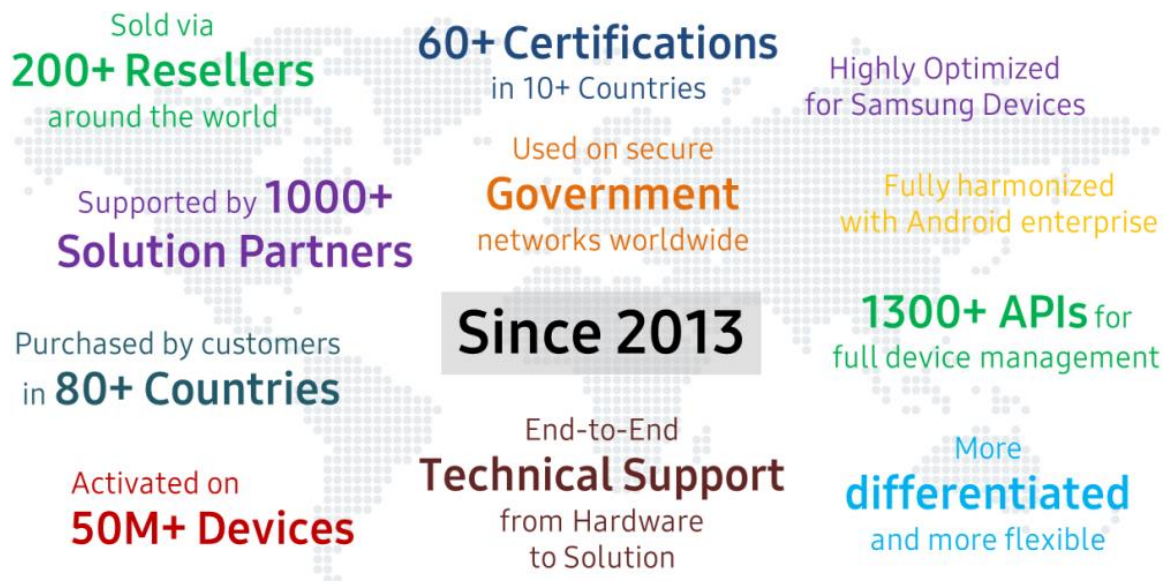 Sold via
200+ Resellers
around the world
60+ Certifications
in 10+ Countries
Highly Optimized
for Samsung Devices
Supported by 1000+
Solution Partners
Used on secure
Government
networks worldwide
Fully harmonized
with Android enterprise
Purchased by customers
in 80+ Countries
Since 2013
1300+ APIs for
full device management
Activated on
50M+ Devices
End-to-End
Technical Support
from Hardware
to Solution
More
differentiated
and more flexible